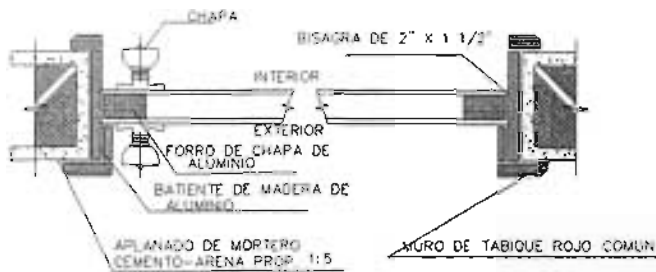 CHAPA
BISAGRA DE 2" X 1 1/2"
INTERIOR
EXTERIOR
FORRO DE CHAPA DE
ALUMINIO
BATIENTE DE MADERA DE
ALUMINIO
APLANADO DE MORTERO
CEMENTO-ARENA PROP. 1:5
MURO DE TABIQUE ROJO COMUN